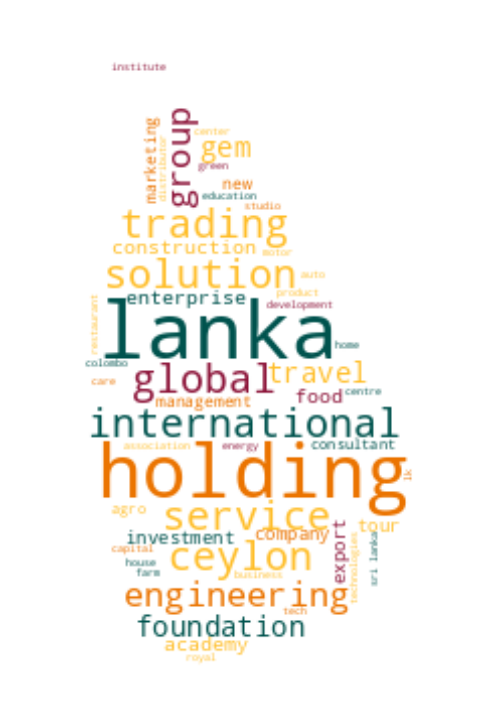 institute
marketing
distributor
group
center
gem
green
new
education
studio
trading
construction
motor
solution
auto
product
enterprise
development
restaurant
lanka
home
colombo
global
travel
care
food
centre
management
international
association
energy
consultant
holding
lk
agro
service
tour
investment
company
export
technologies
sri lanka
capital
ceylon
house
farm
business
engineering
tech
foundation
academy
royal